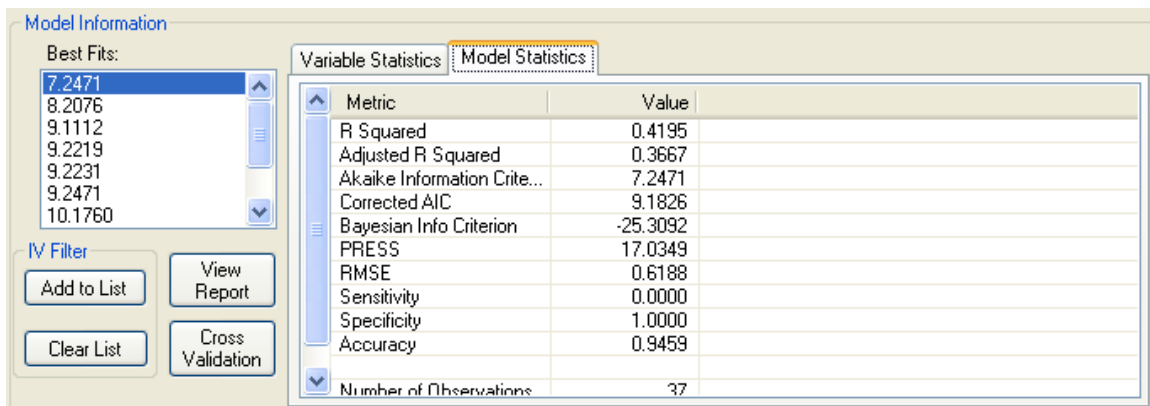 Model Information
Best Fits:
7.2471
8.2076
9.1112
9.2219
9.2231
9.2471
10.1760
IV Filter
Add to List
Clear List
View
Report
Cross
Validation
Variable Statistics Model Statistics
Metric Value
R Squared 0.4195
Adjusted R Squared 0.3667
Akaike Information Crite... 7.2471
Corrected AIC 9.1826
Bayesian Info Criterion -25.3092
PRESS 17.0349
RMSE 0.6188
Sensitivity 0.0000
Specificity 1.0000
Accuracy 0.9459
Number of Observations 37